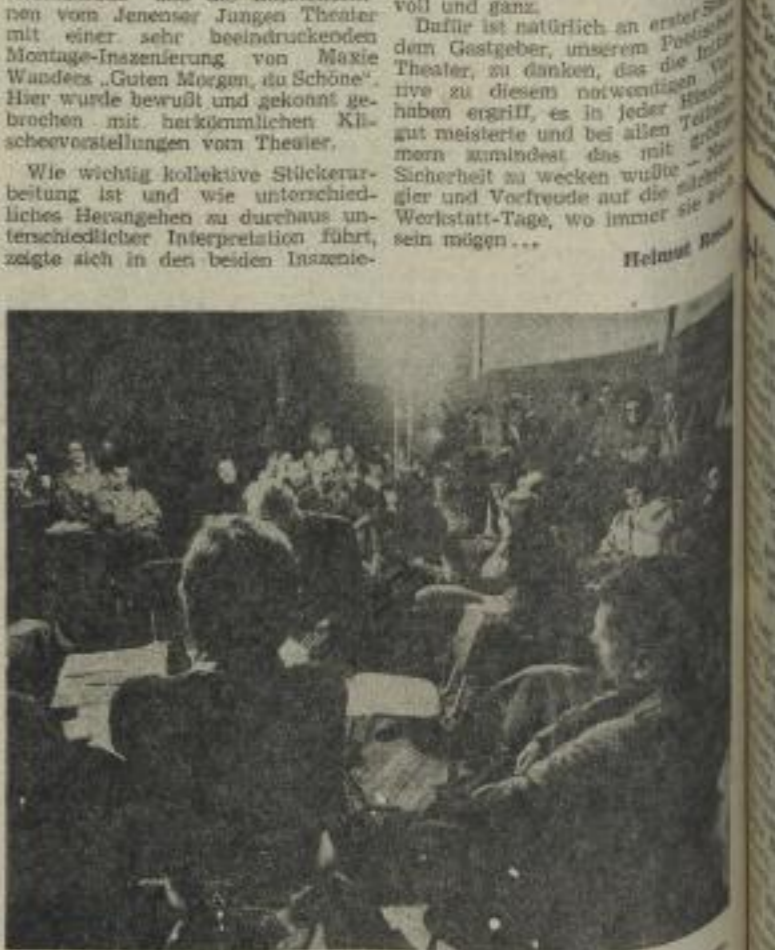 nen vom Jenenser Jungen Theater
mit einer sehr beeindruckenden
Montage-Inszenierung von Maxie
Wanders „Guten Morgen, du Schöne“.
Hier wurde bewußt und gekonnt ge-
brochen mit herkömmlichen Kli-
scheevorstellungen vom Theater.
Wie wichtig kollektive Stückerar-
beitung ist und wie unterschied-
liches Herangehen zu durchaus un-
terschiedlicher Interpretation führt,
zeigte sich in den beiden Inszenie-
voll und ganz.
Dafür ist natürlich an erster
dem Gastgeber, unserem Poetischen
Theater, zu danken, das die
tive zu diesem notwendigen
haben ergriff, es in jeder
gut meisterte und bei allen
mern zumindest das mit größter
Sicherheit zu wecken wußte –
gier und Vorfreude auf die
Werkstatt-Tage, wo immer sie
sein mögen ...
Helmut